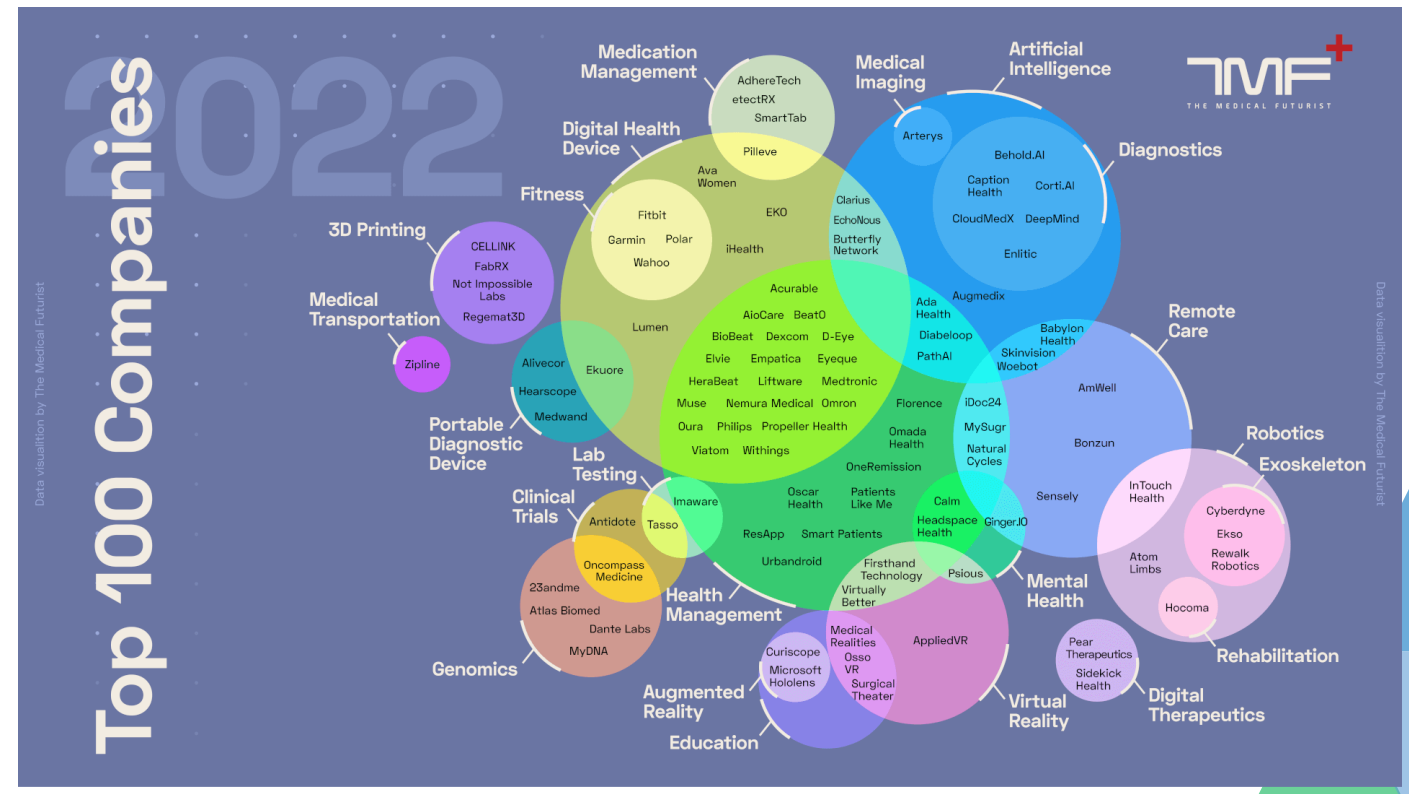 2022
Top 100 Companies
TMF
THE MEDICAL FUTURIST
Data visualition by The Medical Futurist
Data visualition by The Medical Futurist
Medication
Management
AdhereTech
etectRX
SmartTab
Pilleve
Digital Health
Device
Ava
Women
EKO
iHealth
Lumen
Fitness
Fitbit
Garmin
Polar
Wahoo
Medical
Imaging
Arterys
Artificial
Intelligence
Diagnostics
Behold.AI
Caption
Health
Corti.AI
CloudMedX
DeepMind
Enlitic
Clarius
EchoNous
Butterfly
Network
Augmedix
Ada
Health
Diabeloop
PathAI
Babylon
Health
Skinvision
Woebot
3D Printing
CELLINK
FabRX
Not Impossible
Labs
Regemat3D
Medical
Transportation
Zipline
Portable
Diagnostic
Device
Alivecor
Ekuore
Hearscope
Medwand
Acurable
AioCare
BeatO
BioBeat
Dexcom
D-Eye
Elvie
Empatica
Eyeque
HeraBeat
Liftware
Medtronic
Muse
Nemura Medical
Omron
Oura
Philips
Propeller Health
Viatom
Withings
Florence
Omada
Health
OneRemission
Oscar
Health
Patients
Like Me
ResApp
Smart Patients
Urbandroid
Health
Management
Remote
Care
AmWell
Bonzun
Sensely
iDoc24
MySugr
Natural
Cycles
Calm
Headspace
Health
Ginger.IO
Mental
Health
Psious
Firsthand
Technology
Virtually
Better
Lab
Testing
Imaware
Tasso
Clinical
Trials
Antidote
Oncompass
Medicine
Genomics
23andme
Atlas Biomed
Dante Labs
MyDNA
Robotics
Exoskeleton
InTouch
Health
Cyberdyne
Ekso
Rewalk
Robotics
Atom
Limbs
Hocoma
Rehabilitation
Augmented
Reality
Curiscope
Microsoft
Hololens
Education
Medical
Realities
Osso
VR
Surgical
Theater
AppliedVR
Virtual
Reality
Pear
Therapeutics
Sidekick
Health
Digital
Therapeutics